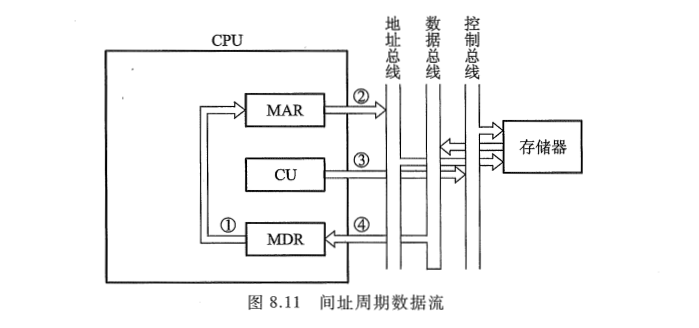 CPU
地址总线
数据总线
控制总线
MAR
②
存储器
CU
③
MDR
①
④
图 8.11 间址周期数据流